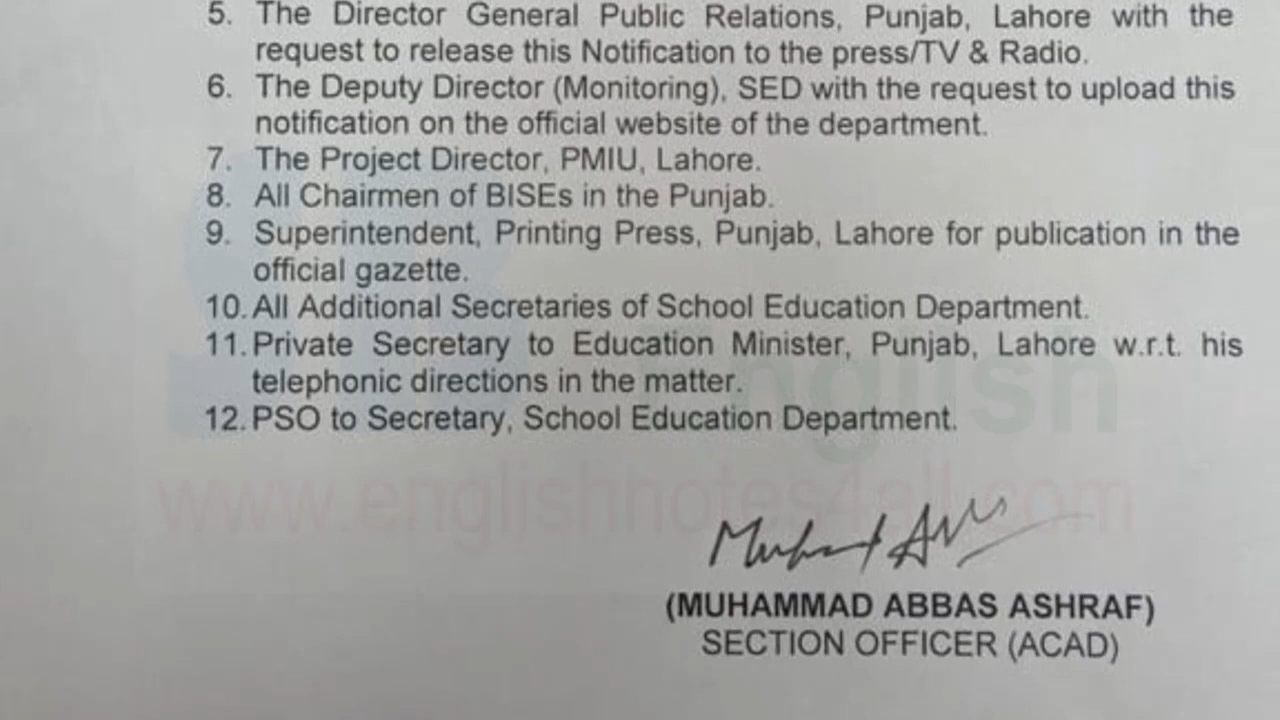 5. The Director General Public Relations, Punjab, Lahore with the
request to release this Notification to the press/TV & Radio.
6. The Deputy Director (Monitoring), SED with the request to upload this
notification on the official website of the department.
7. The Project Director, PMIU, Lahore.
8. All Chairmen of BISEs in the Punjab.
9. Superintendent, Printing Press, Punjab, Lahore for publication in the
official gazette.
10. All Additional Secretaries of School Education Department.
11. Private Secretary to Education Minister, Punjab, Lahore w.r.t. his
telephonic directions in the matter.
12. PSO to Secretary, School Education Department.
English
www.englishnotes4all.com
(MUHAMMAD ABBAS ASHRAF)
SECTION OFFICER (ACAD)